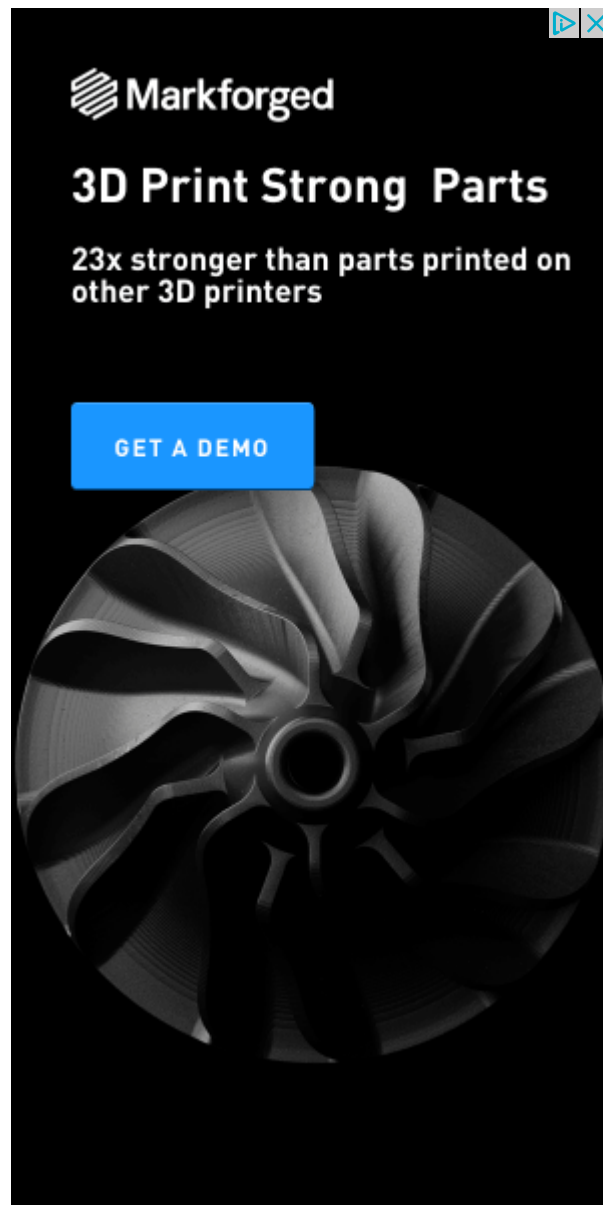 Markforged
3D Print Strong Parts
23x stronger than parts printed on
other 3D printers
GET A DEMO